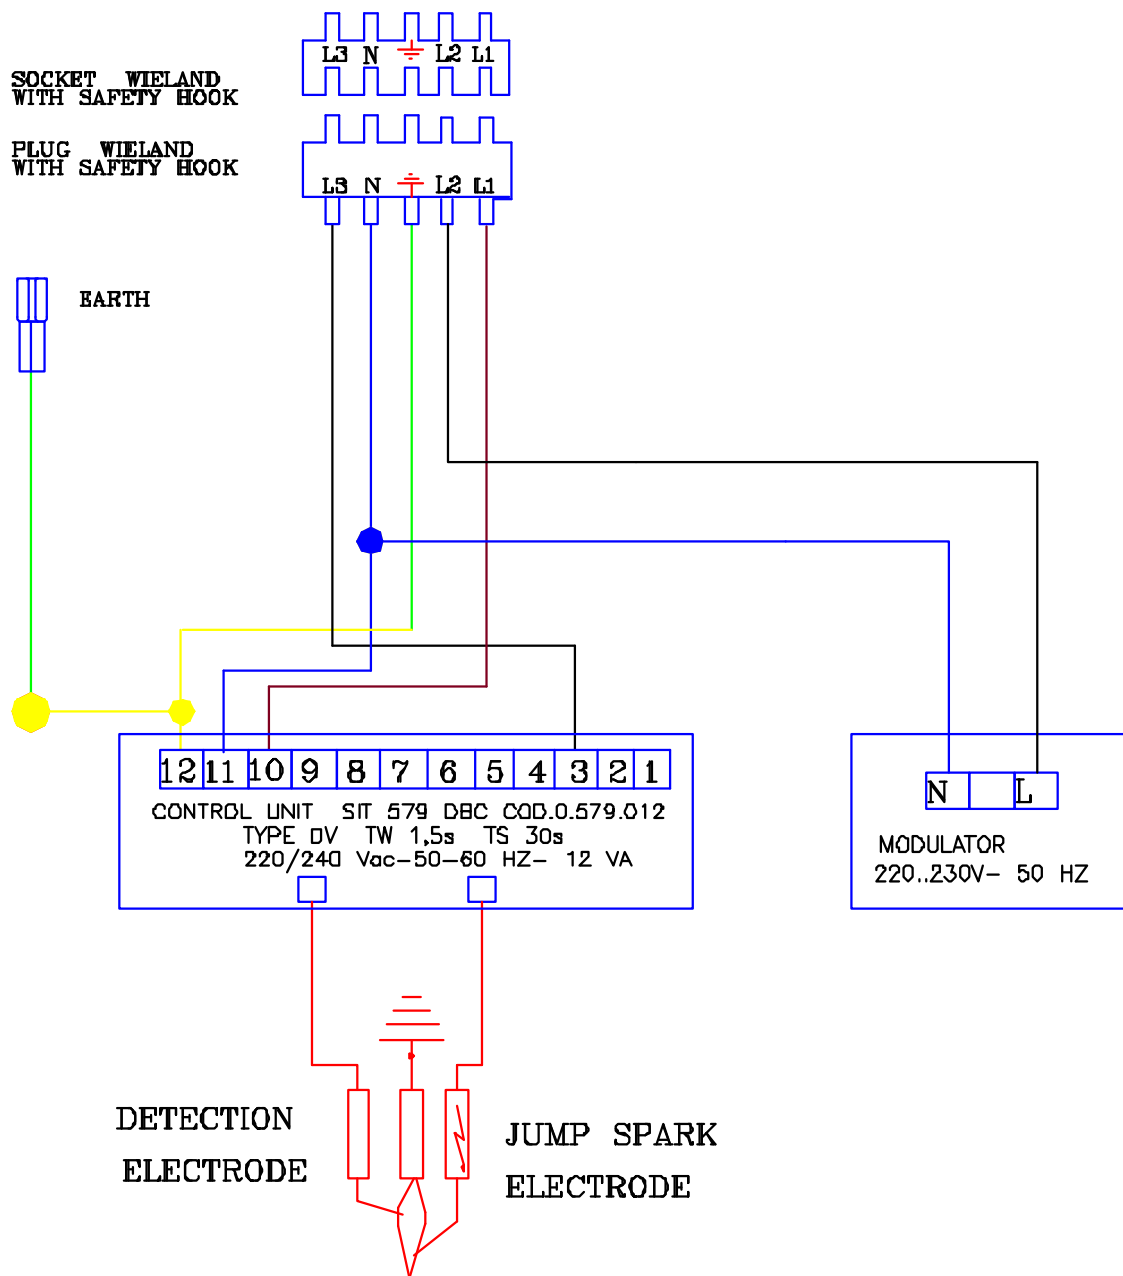 L3 N L2 L1
SOCKET WIELAND
WITH SAFETY HOOK
PLUG WIELAND
WITH SAFETY HOOK
L3 N L2 L1
EARTH
12 11 10 9 8 7 6 5 4 3 2 1
CONTROL UNIT SIT 579 DBC COD.0.579.012
TYPE DV TW 1,5s TS 30s
220/240 Vac-50-60 HZ- 12 VA
N L
MODULATOR
220..230V- 50 HZ
DETECTION
ELECTRODE
JUMP SPARK
ELECTRODE